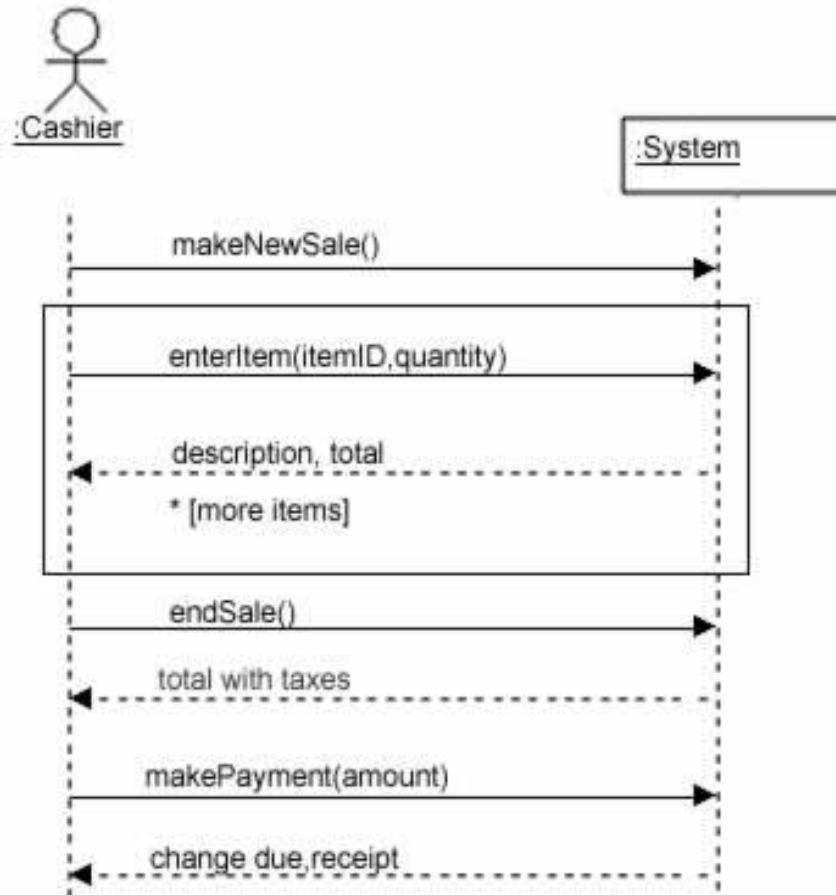 :Cashier
:System
makeNewSale()
enterItem(itemID,quantity)
description, total
* [more items]
endSale()
total with taxes
makePayment(amount)
change due,receipt